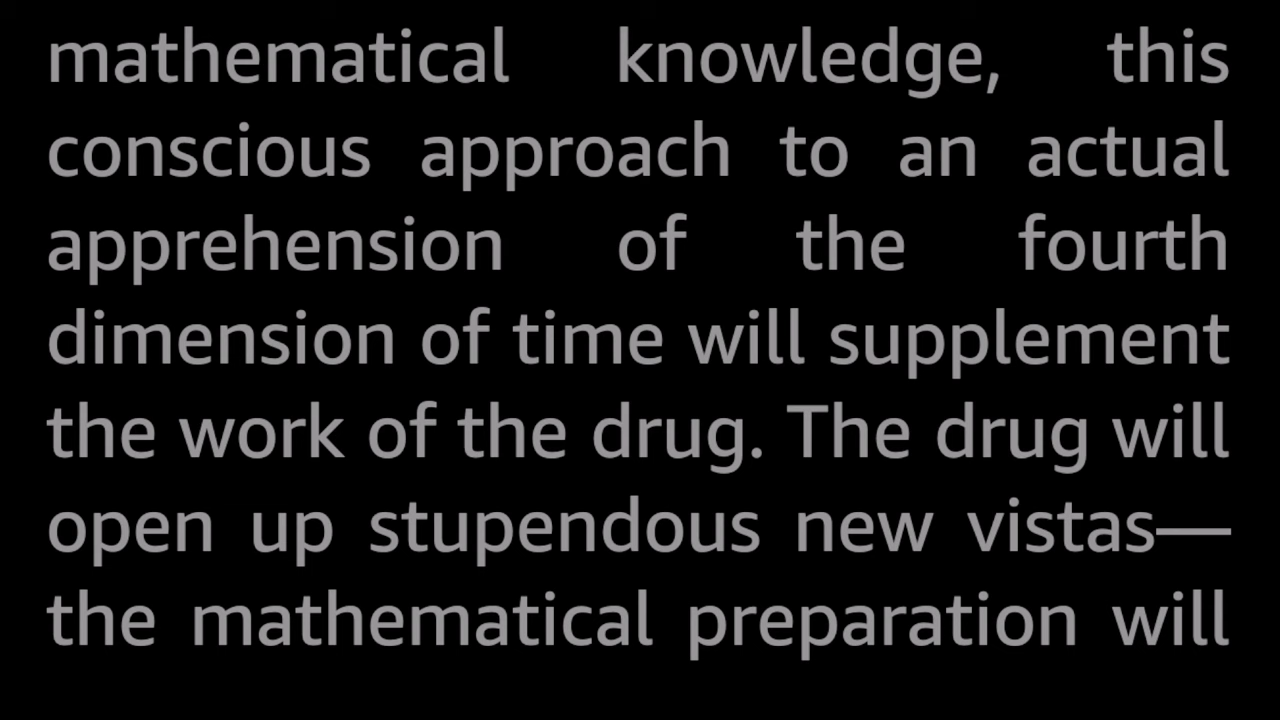 mathematical knowledge, this
conscious approach to an actual
apprehension of the fourth
dimension of time will supplement
the work of the drug. The drug will
open up stupendous new vistas—
the mathematical preparation will